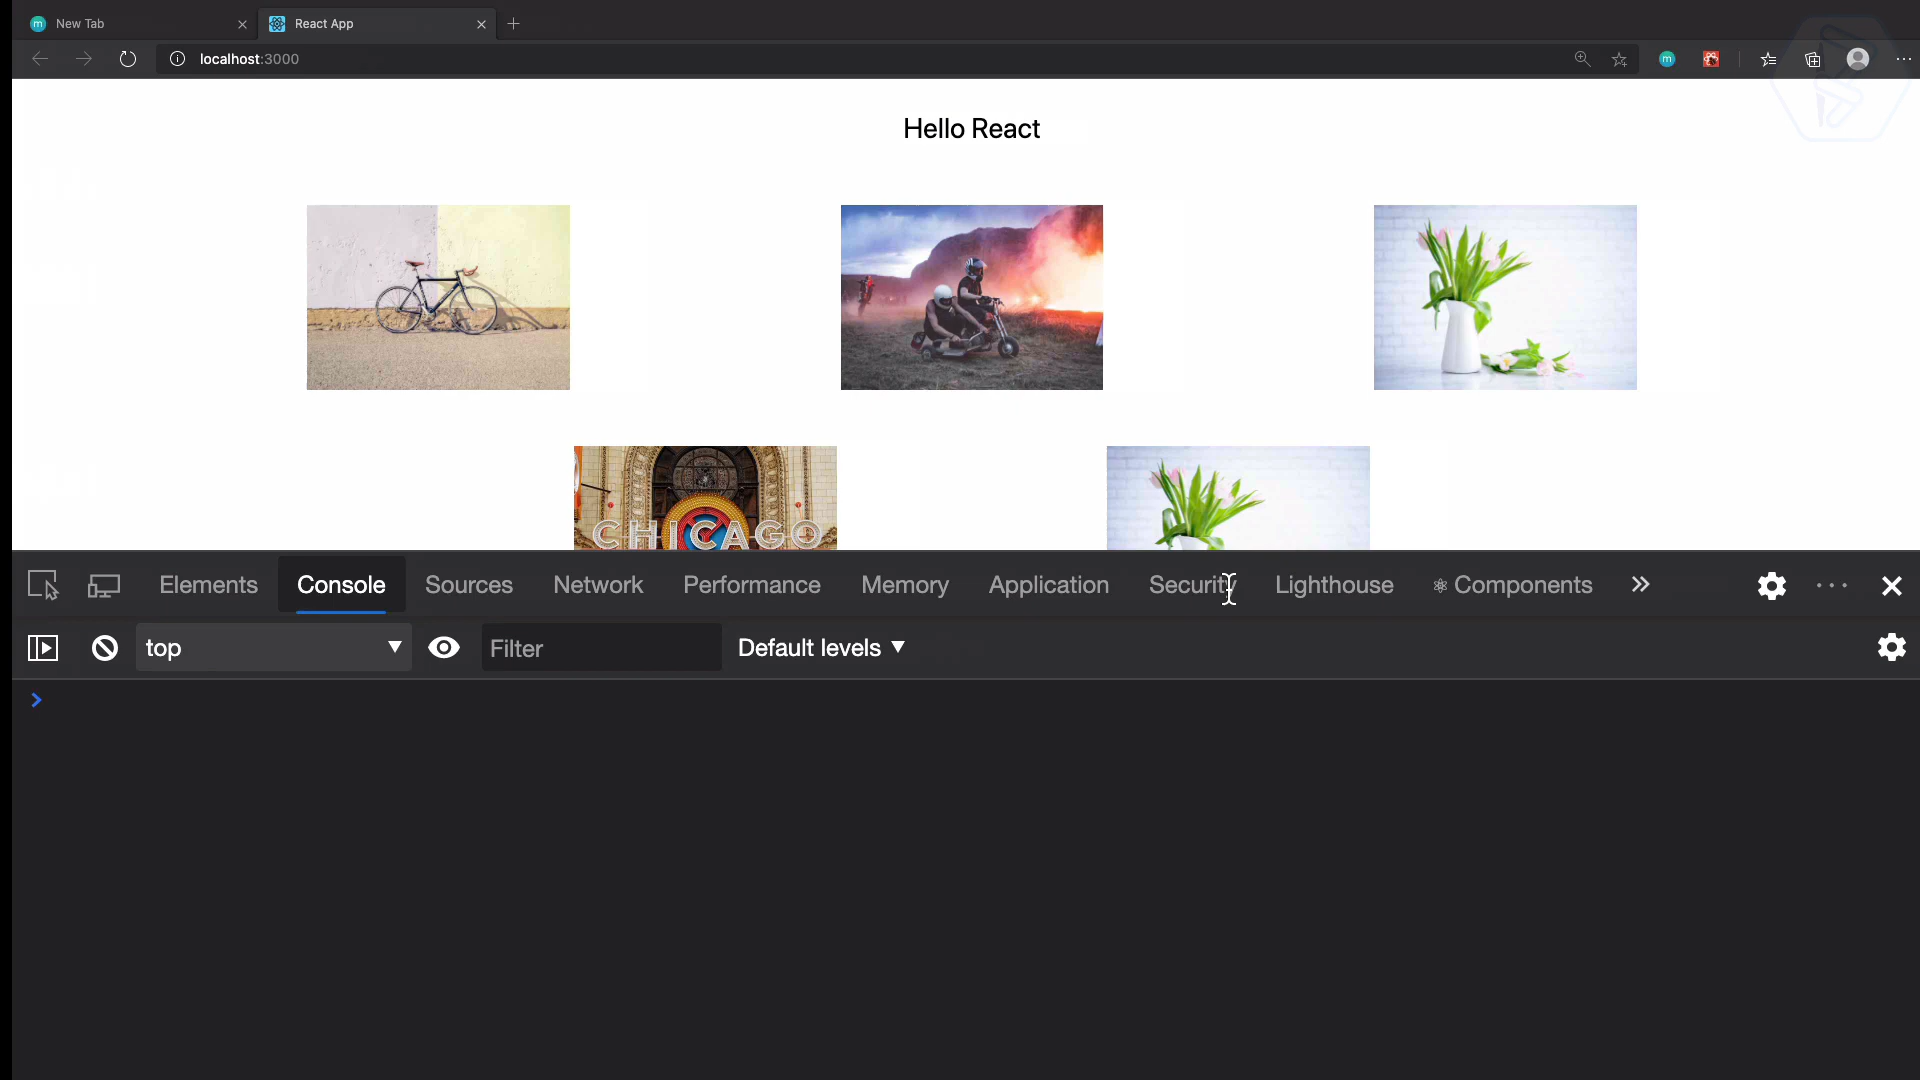 New Tab
React App
localhost:3000
Hello React
CHICAGO
Elements
Console
Sources
Network
Performance
Memory
Application
Security
Lighthouse
Components
top
Filter
Default levels